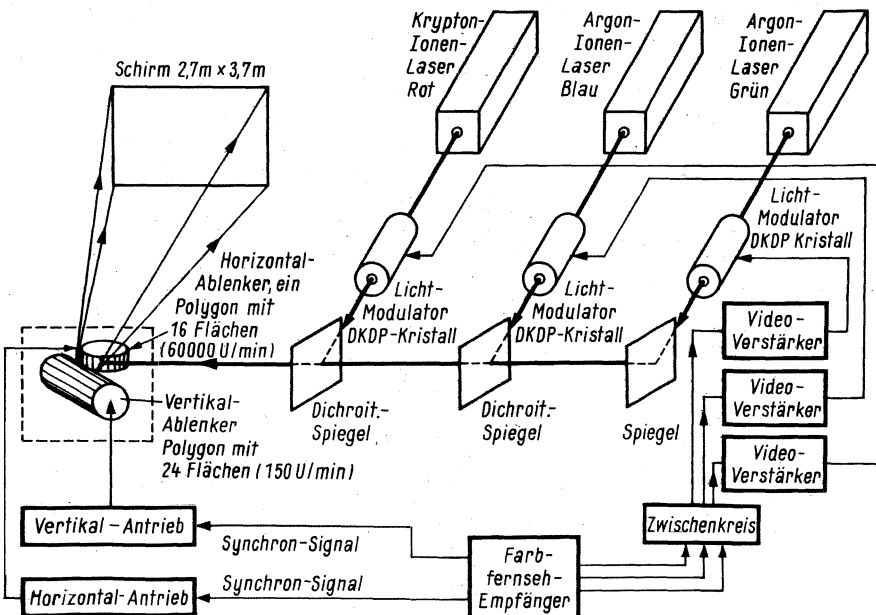 Krypton-
Ionen-
Laser
Rot
Argon-
Ionen-
Laser
Blau
Argon-
Ionen-
Laser
Grün
Schirm 2,7m × 3,7m
Horizontal-
Ablenker, ein
Polygon mit
16 Flächen
(60000 U/min)
Licht-
Modulator
DKDP-Kristall
Licht-
Modulator
DKDP-Kristall
Licht-
Modulator
DKDP Kristall
Vertikal-
Ablenker
Polygon mit
24 Flächen (150 U/min)
Dichroit.-
Spiegel
Dichroit.-
Spiegel
Spiegel
Video-
Verstärker
Video-
Verstärker
Video-
Verstärker
Zwischenkreis
Vertikal-Antrieb
Synchron-Signal
Morizontal-Antrieb
Synchron-Signal
Farb-
fernseh-
Empfänger